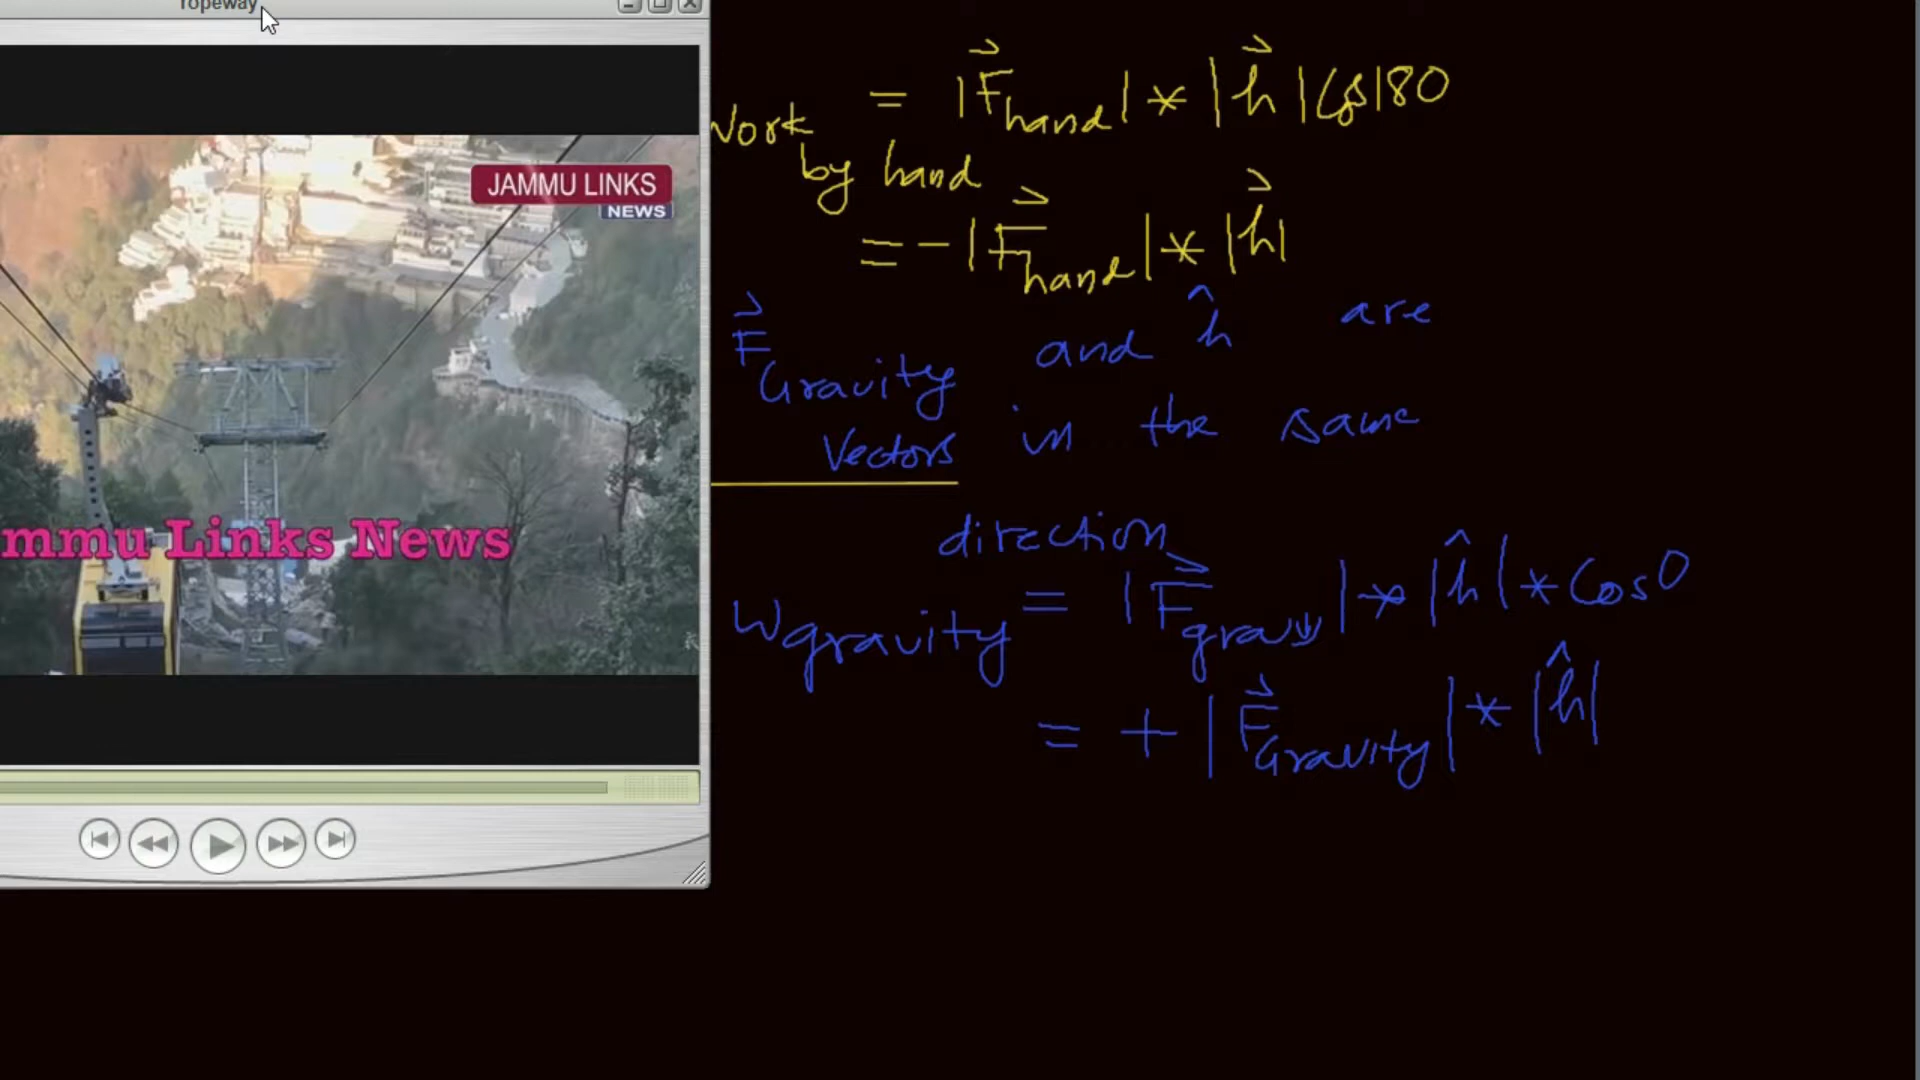 ropeway
JAMMU LINKS
NEWS
mmu Links News
Work = |F⃗hand| * |h⃗| Cos180
by hand
= - |F⃗hand| * |h⃗|
F⃗Gravity and ĥ are
Vectors in the same
direction
Wgravity = |F⃗gravity| * |ĥ| * Cos0
= + |F⃗Gravity| * |ĥ|